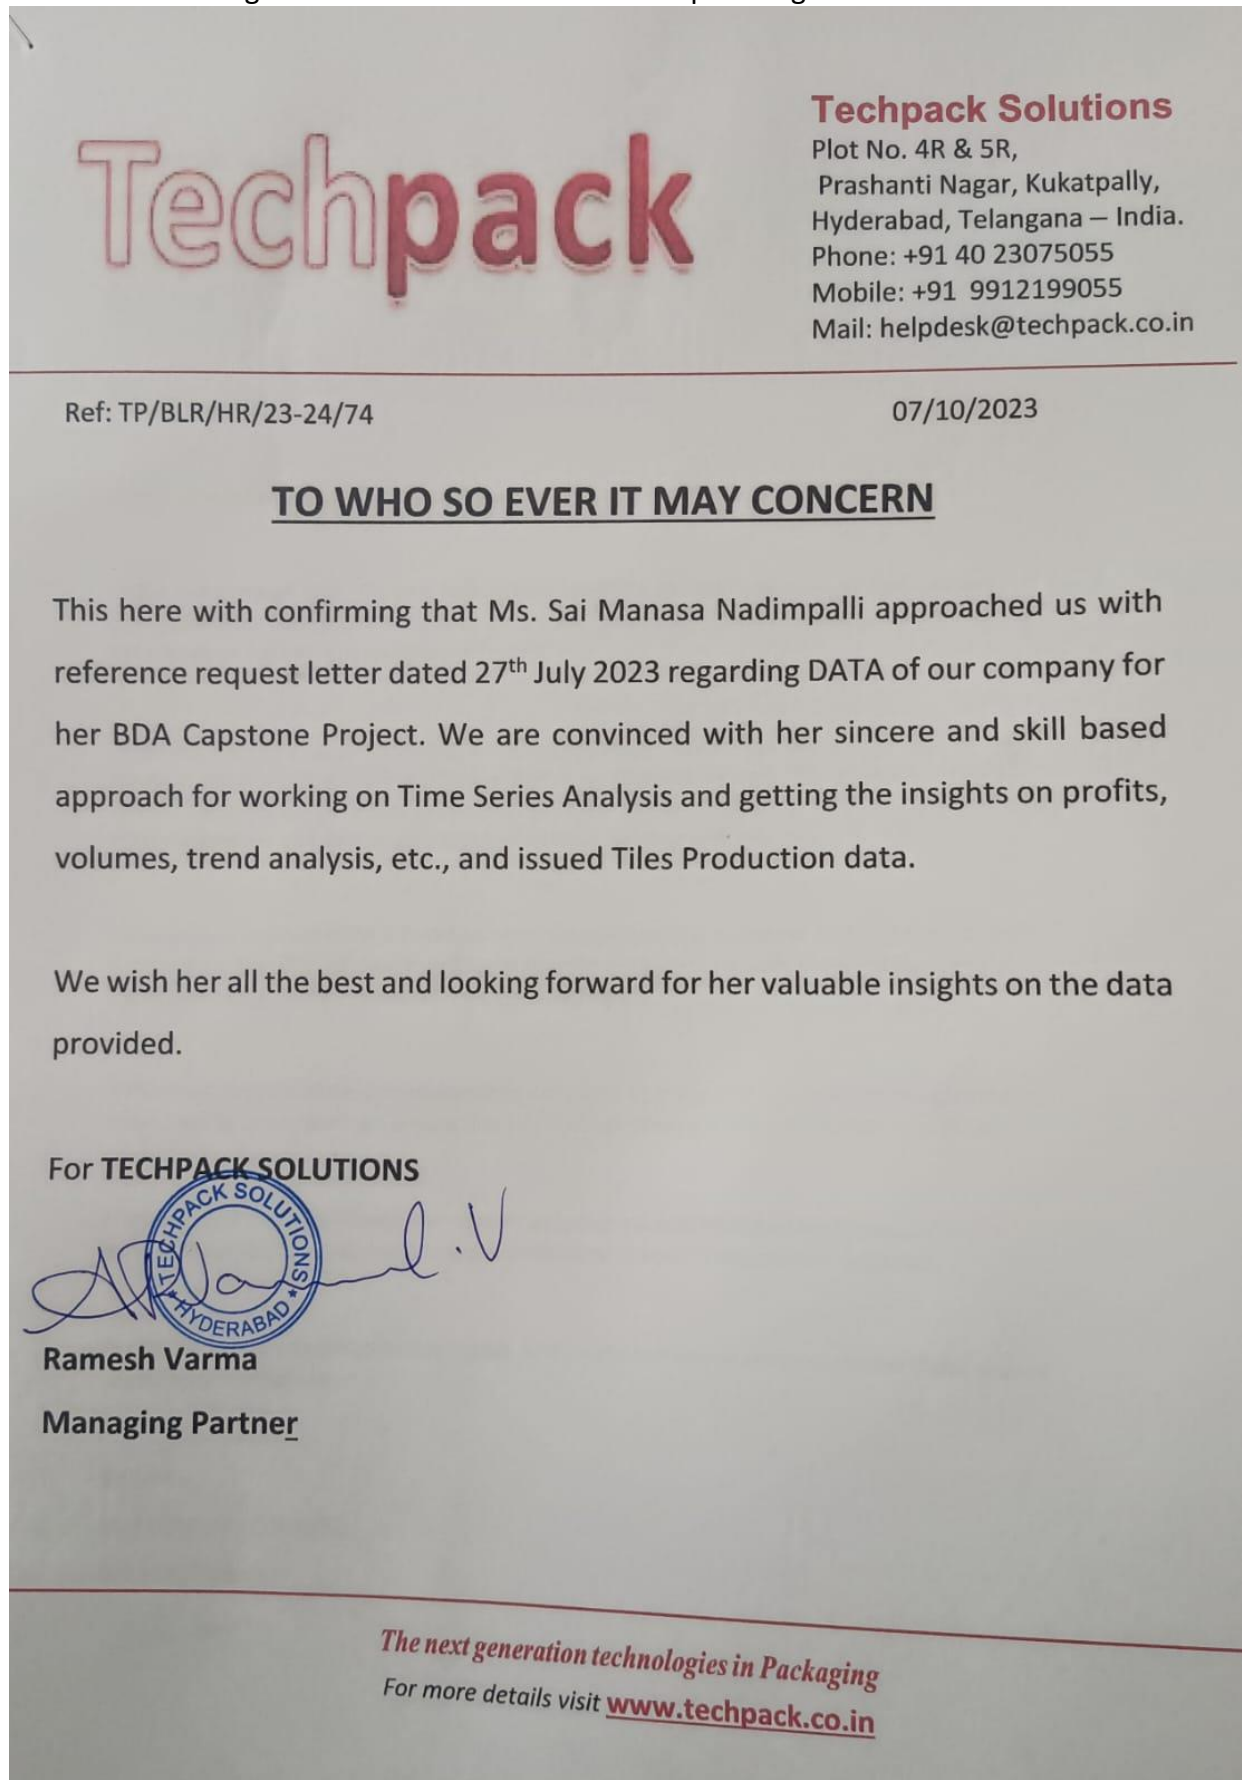 Techpack
Techpack Solutions
Plot No. 4R & 5R,
Prashanti Nagar, Kukatpally,
Hyderabad, Telangana – India.
Phone: +91 40 23075055
Mobile: +91 9912199055
Mail: helpdesk@techpack.co.in
Ref: TP/BLR/HR/23-24/74
07/10/2023
TO WHO SO EVER IT MAY CONCERN
This here with confirming that Ms. Sai Manasa Nadimpalli approached us with
reference request letter dated 27th July 2023 regarding DATA of our company for
her BDA Capstone Project. We are convinced with her sincere and skill based
approach for working on Time Series Analysis and getting the insights on profits,
volumes, trend analysis, etc., and issued Tiles Production data.
We wish her all the best and looking forward for her valuable insights on the data
provided.
For TECHPACK SOLUTIONS
TECHPACK SOLUTIONS
* HYDERABAD *
Ramesh Varma
Managing Partner
The next generation technologies in Packaging
For more details visit www.techpack.co.in